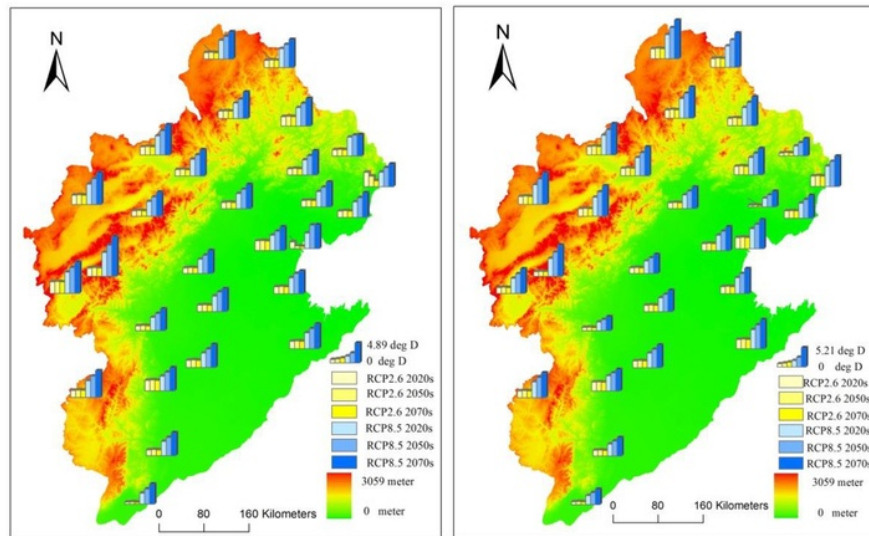 N
4.89 deg D
0 deg D
RCP2.6 2020s
RCP2.6 2050s
RCP2.6 2070s
RCP8.5 2020s
RCP8.5 2050s
RCP8.5 2070s
3059 meter
0 meter
0 80 160 Kilometers
N
5.21 deg D
0 deg D
RCP2.6 2020s
RCP2.6 2050s
RCP2.6 2070s
RCP8.5 2020s
RCP8.5 2050s
RCP8.5 2070s
3059 meter
0 meter
0 80 160 Kilometers